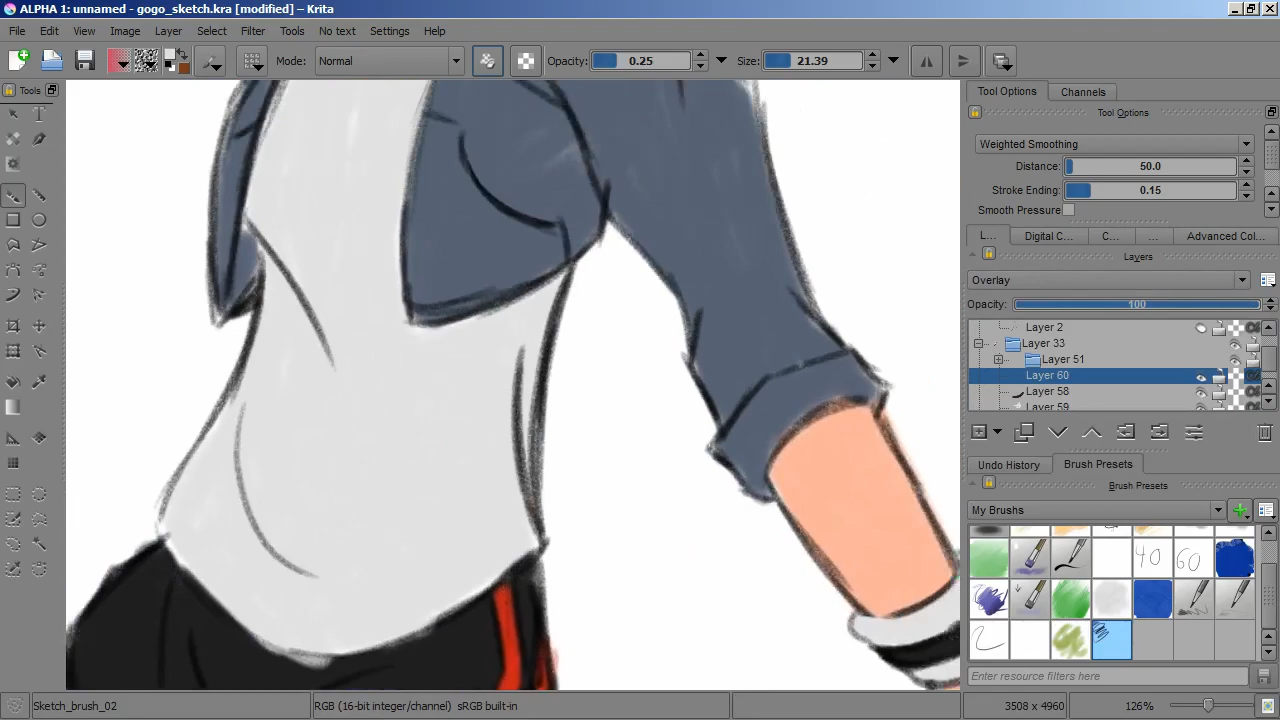 ALPHA 1: unnamed - gogo_sketch.kra [modified] – Krita
File Edit View Image Layer Select Filter Tools No text Settings Help
Mode: Normal Opacity: 0.25 Size: 21.39
Tools
Tool Options Channels
Tool Options
Weighted Smoothing
Distance: 50.0
Stroke Ending: 0.15
Smooth Pressure
L... Digital C... C... ... Advanced Col...
Layers
Overlay
Opacity: 100
Layer 2
Layer 33
Layer 51
Layer 60
Layer 58
Layer 59
Undo History Brush Presets
Brush Presets
My Brushes
40 60
Enter resource filters here
Sketch_brush_02 RGB (16-bit integer/channel) sRGB built-in 3508 x 4960 126%